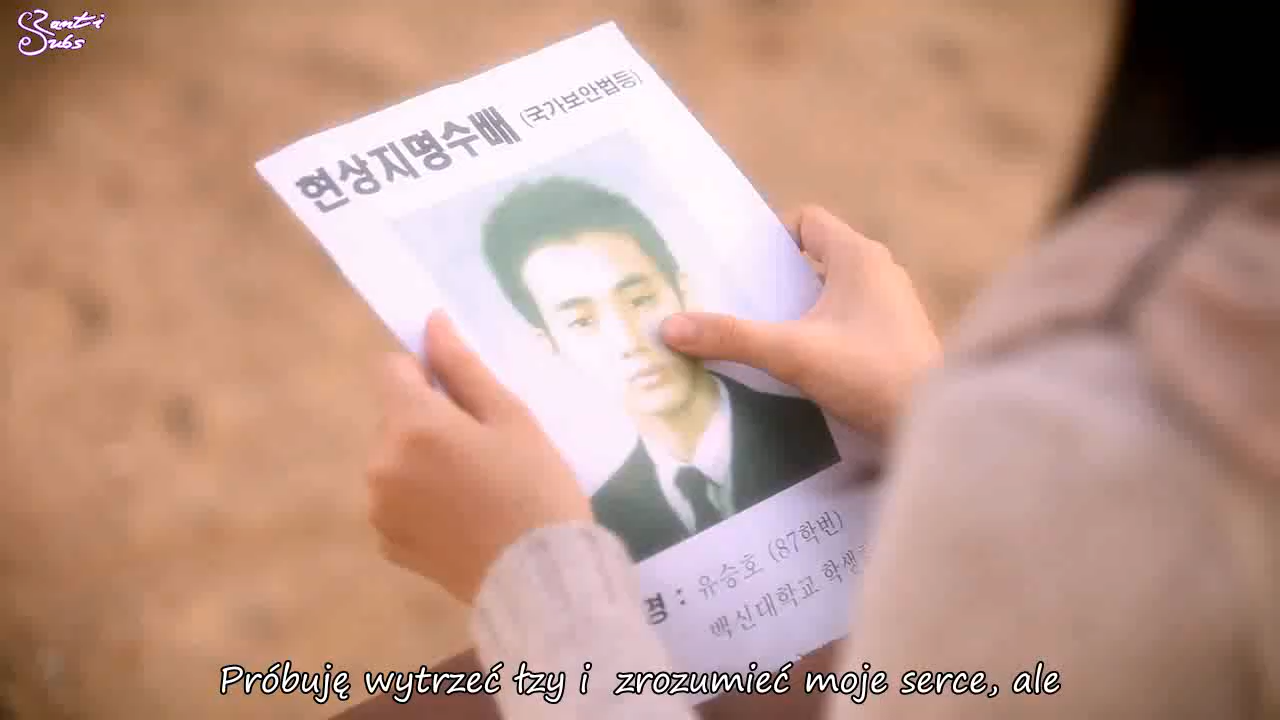 Santi
Subs
현상지명수배 (국가보안법등)
명 : 유승호 (87학번)
백신대학교 학생
Próbuję wytrzeć łzy i zrozumieć moje serce, ale